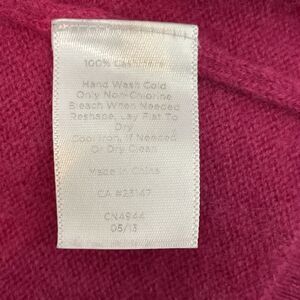 100% Cashmere
Hand Wash Cold
Only Non-Chlorine
Bleach When Needed
Reshape, Lay Flat To
Dry
Cool Iron, If Needed
Or Dry Clean
Made in China
CA #23147
CN4944
05/13